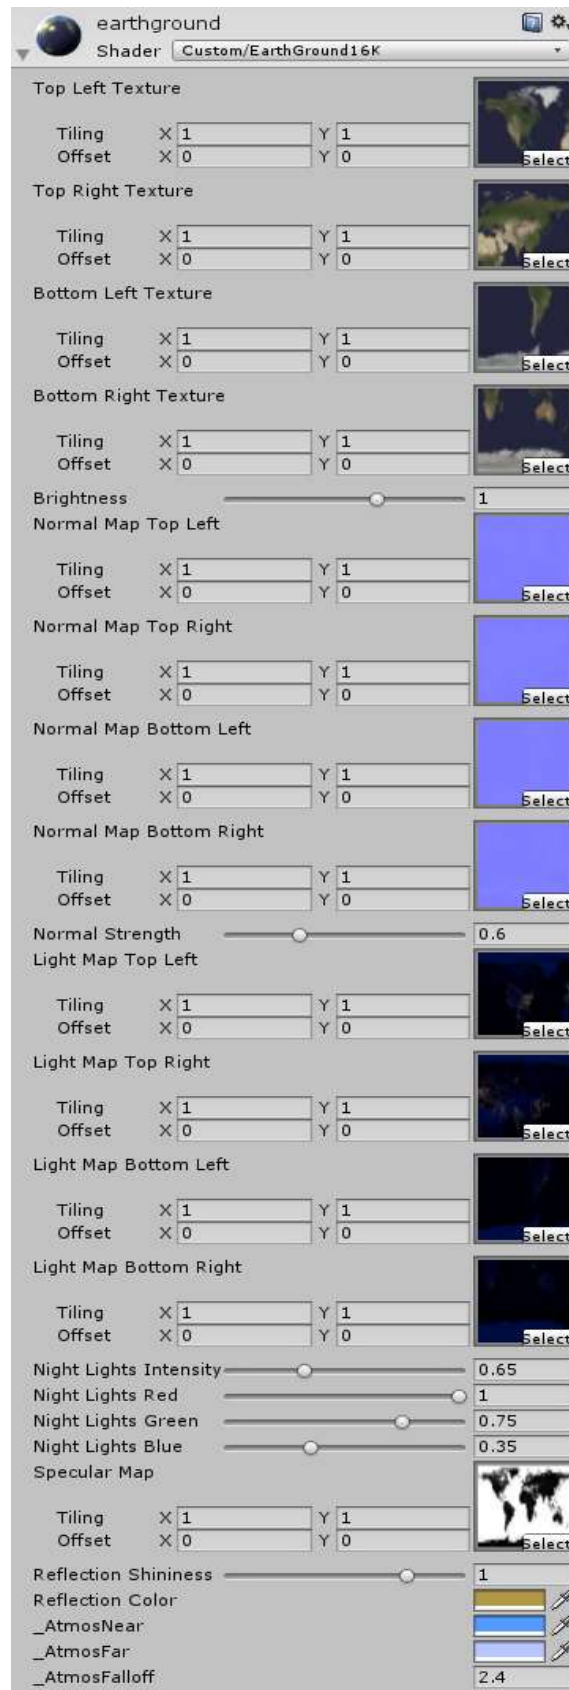 earthground
Shader Custom/EarthGround16K
Top Left Texture
Tiling X 1 Y 1
Offset X 0 Y 0
Select
Top Right Texture
Tiling X 1 Y 1
Offset X 0 Y 0
Select
Bottom Left Texture
Tiling X 1 Y 1
Offset X 0 Y 0
Select
Bottom Right Texture
Tiling X 1 Y 1
Offset X 0 Y 0
Select
Brightness 1
Normal Map Top Left
Tiling X 1 Y 1
Offset X 0 Y 0
Select
Normal Map Top Right
Tiling X 1 Y 1
Offset X 0 Y 0
Select
Normal Map Bottom Left
Tiling X 1 Y 1
Offset X 0 Y 0
Select
Normal Map Bottom Right
Tiling X 1 Y 1
Offset X 0 Y 0
Select
Normal Strength 0.6
Light Map Top Left
Tiling X 1 Y 1
Offset X 0 Y 0
Select
Light Map Top Right
Tiling X 1 Y 1
Offset X 0 Y 0
Select
Light Map Bottom Left
Tiling X 1 Y 1
Offset X 0 Y 0
Select
Light Map Bottom Right
Tiling X 1 Y 1
Offset X 0 Y 0
Select
Night Lights Intensity 0.65
Night Lights Red 1
Night Lights Green 0.75
Night Lights Blue 0.35
Specular Map
Tiling X 1 Y 1
Offset X 0 Y 0
Select
Reflection Shininess 1
Reflection Color
_AtmosNear
_AtmosFar
_AtmosFalloff 2.4